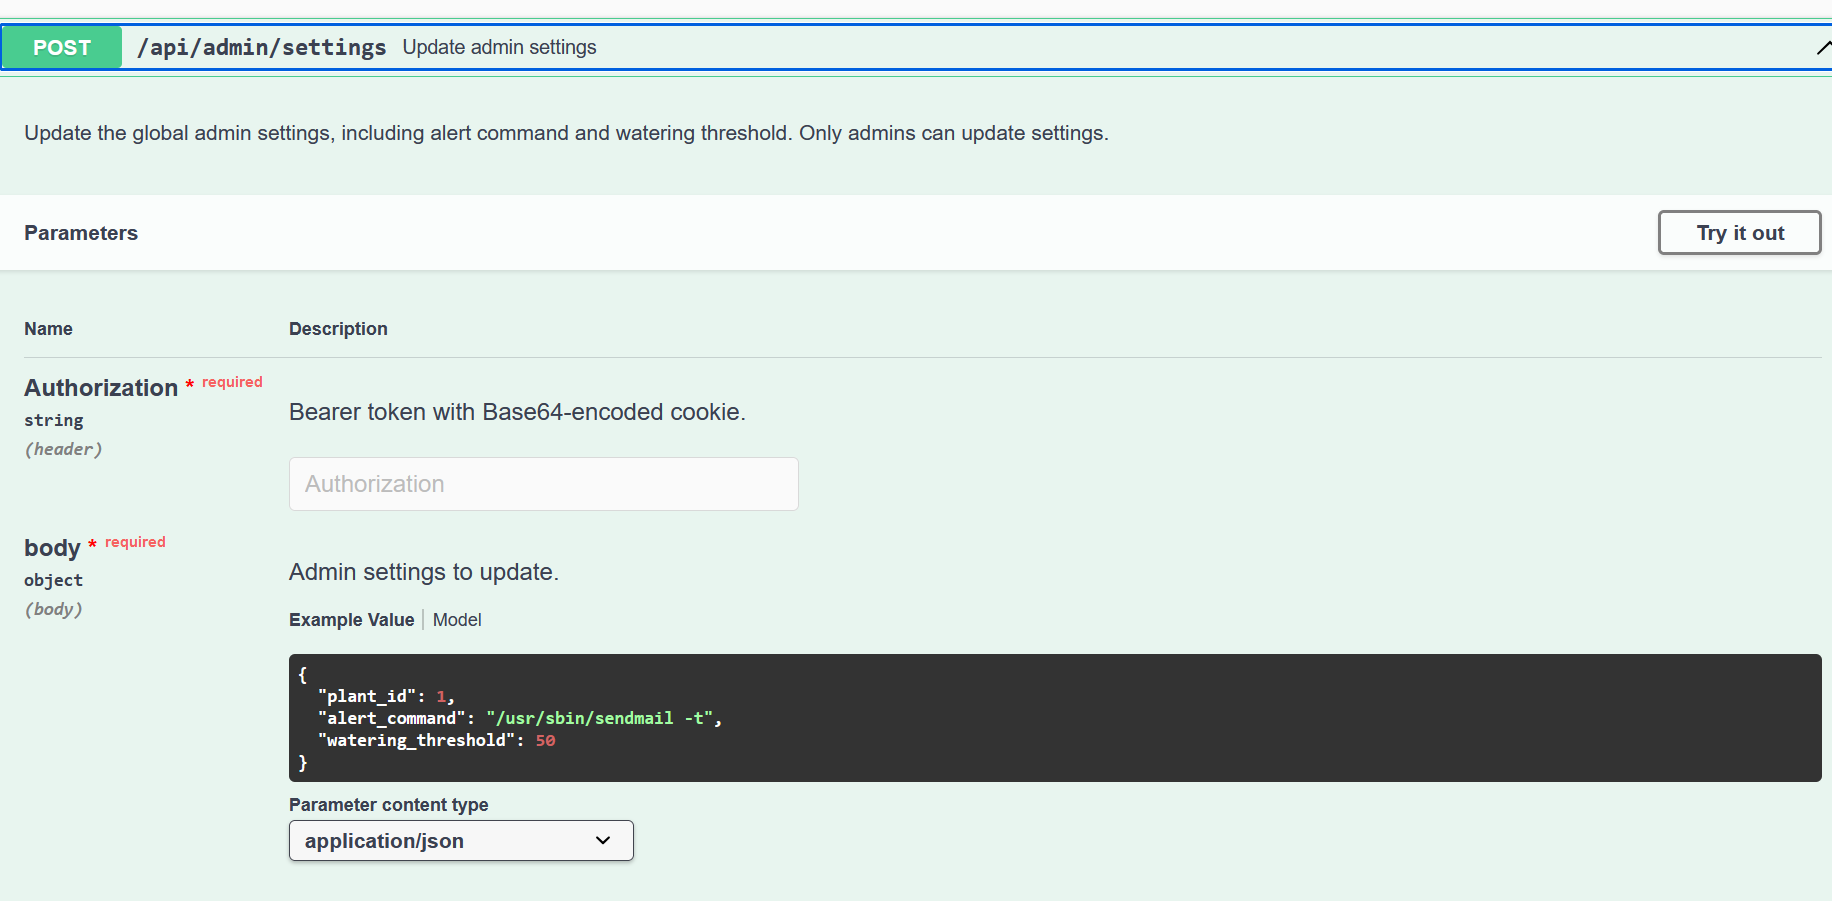 POST /api/admin/settings Update admin settings
Update the global admin settings, including alert command and watering threshold. Only admins can update settings.
Parameters
Try it out
Name Description
Authorization * required
string
(header)
Bearer token with Base64-encoded cookie.
Authorization
body * required
object
(body)
Admin settings to update.
Example Value | Model
{
  "plant_id": 1,
  "alert_command": "/usr/sbin/sendmail -t",
  "watering_threshold": 50
}
Parameter content type
application/json